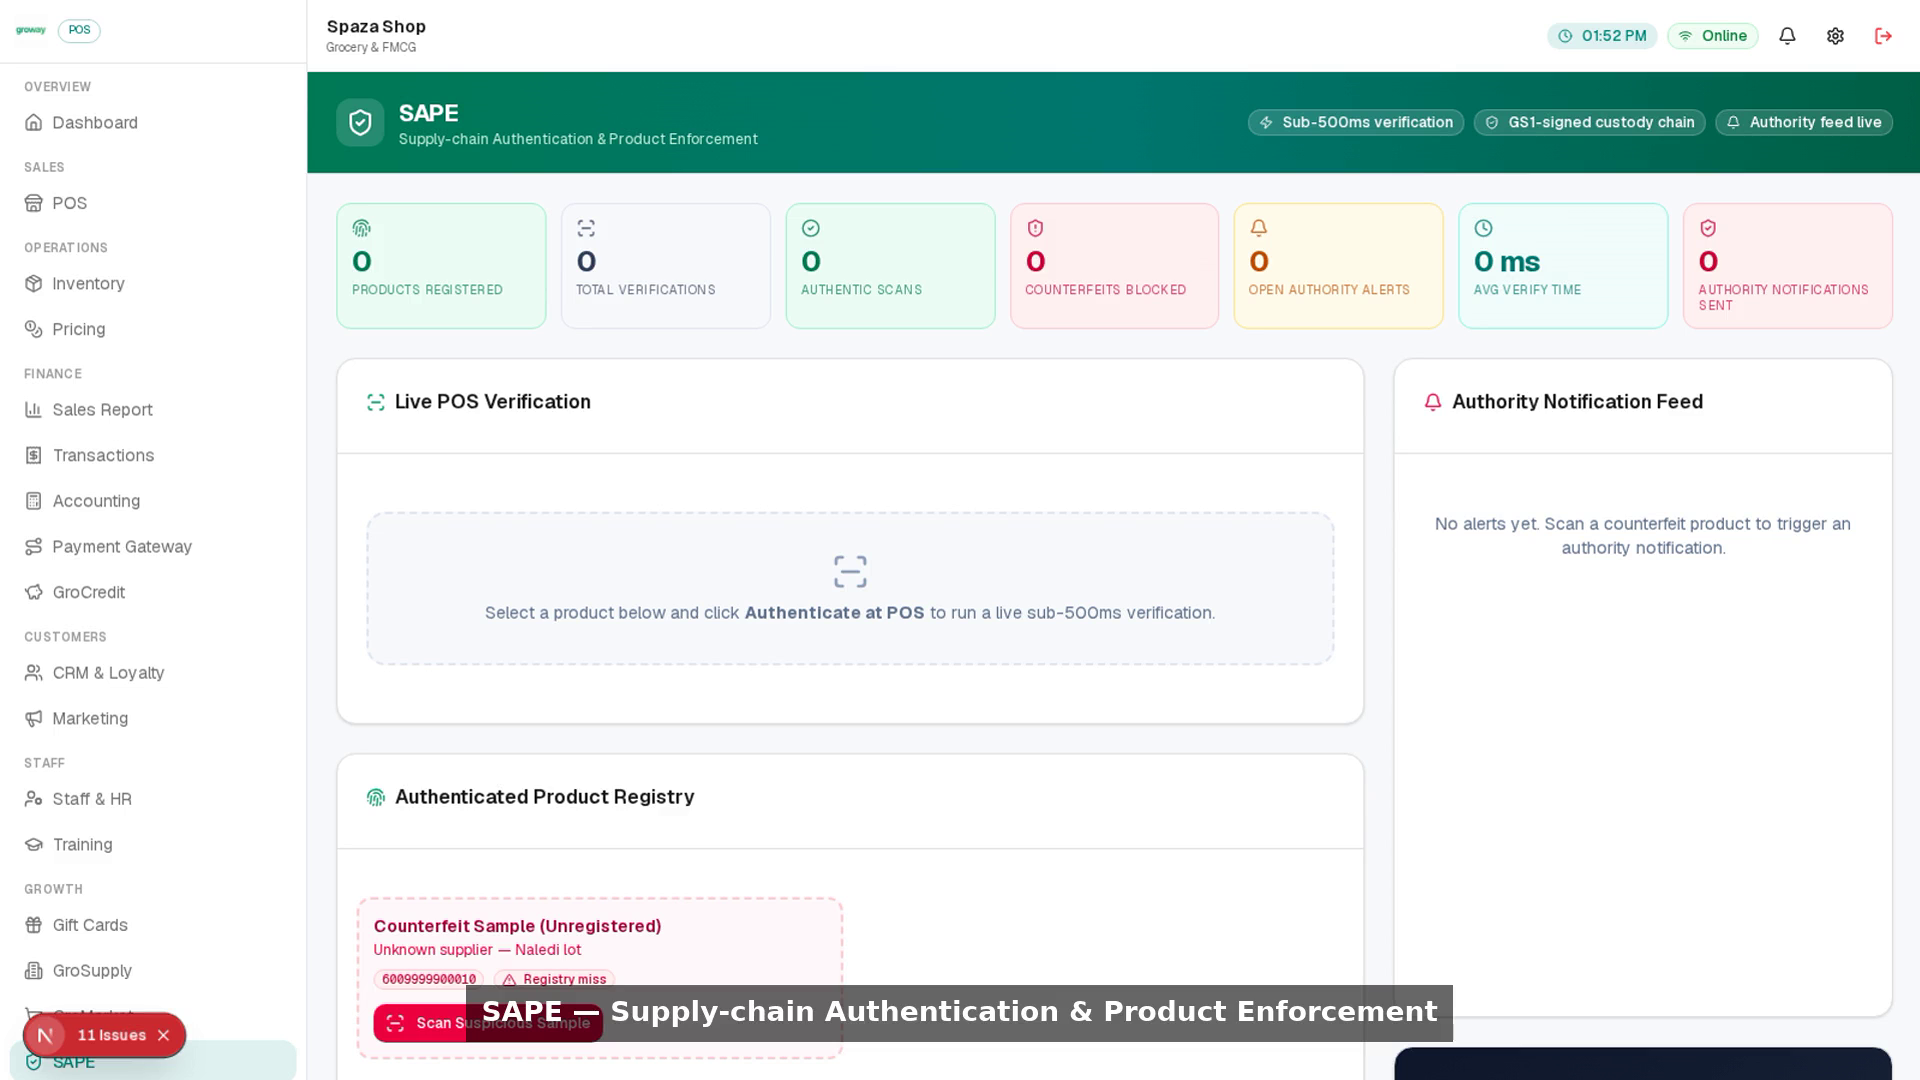 groway POS
OVERVIEW
Dashboard
SALES
POS
OPERATIONS
Inventory
Pricing
FINANCE
Sales Report
Transactions
Accounting
Payment Gateway
GroCredit
CUSTOMERS
CRM & Loyalty
Marketing
STAFF
Staff & HR
Training
GROWTH
Gift Cards
GroSupply
N 11 Issues
SAPE
Spaza Shop
Grocery & FMCG
01:52 PM
Online
SAPE
Supply-chain Authentication & Product Enforcement
Sub-500ms verification
GS1-signed custody chain
Authority feed live
0
PRODUCTS REGISTERED
0
TOTAL VERIFICATIONS
0
AUTHENTIC SCANS
0
COUNTERFEITS BLOCKED
0
OPEN AUTHORITY ALERTS
0 ms
AVG VERIFY TIME
0
AUTHORITY NOTIFICATIONS
SENT
Live POS Verification
Select a product below and click Authenticate at POS to run a live sub-500ms verification.
Authenticated Product Registry
Counterfeit Sample (Unregistered)
Unknown supplier — Naledi lot
6009999900010
Registry miss
Scan Suspicious Sample
Authority Notification Feed
No alerts yet. Scan a counterfeit product to trigger an
authority notification.
SAPE — Supply-chain Authentication & Product Enforcement